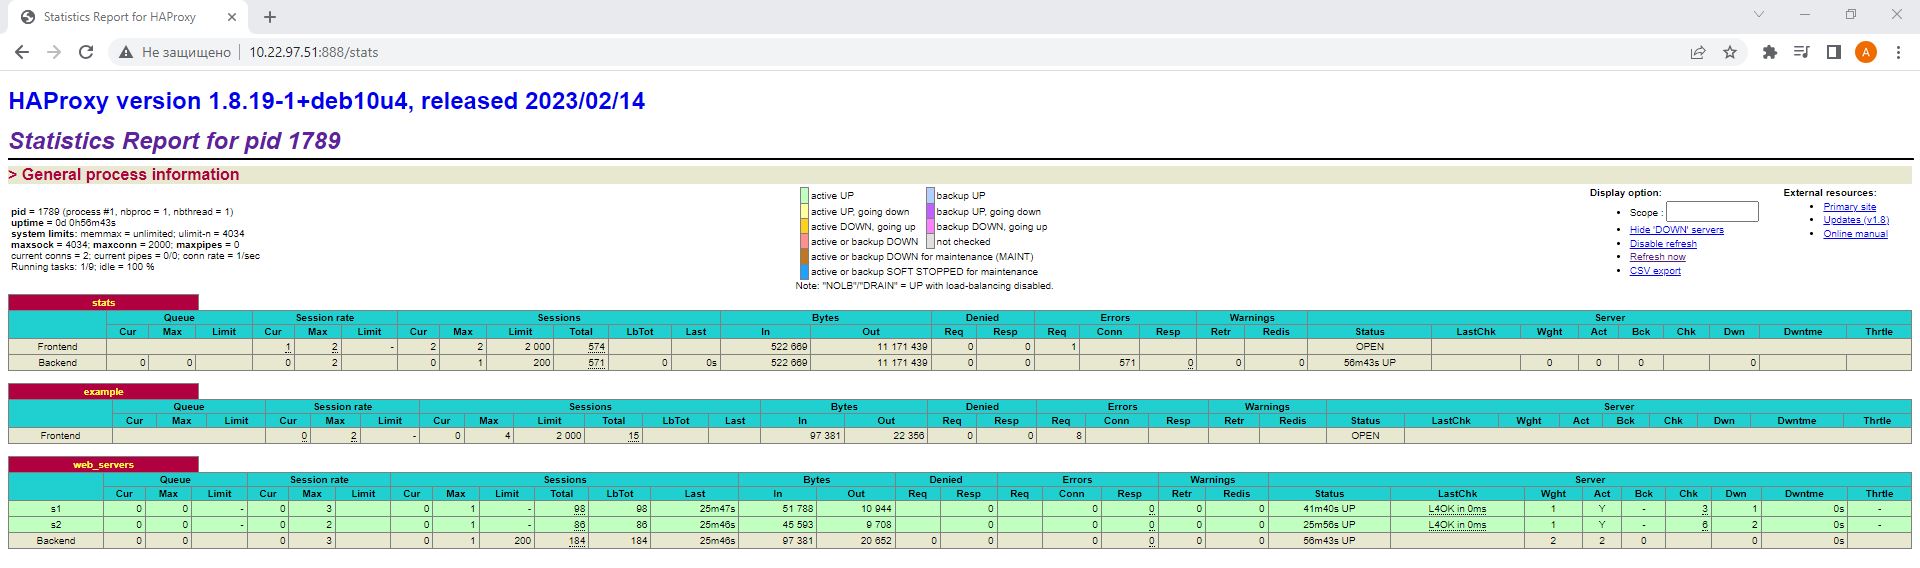 Statistics Report for HAProxy
Не защищено 10.22.97.51:888/stats
A
HAProxy version 1.8.19-1+deb10u4, released 2023/02/14
Statistics Report for pid 1789
> General process information
pid = 1789 (process #1, nbproc = 1, nbthread = 1)
uptime = 0d 0h56m43s
system limits: memmax = unlimited; ulimit-n = 4034
maxsock = 4034; maxconn = 2000; maxpipes = 0
current conns = 2; current pipes = 0/0; conn rate = 1/sec
Running tasks: 1/9; idle = 100 %
active UP backup UP
active UP, going down backup UP, going down
active DOWN, going up backup DOWN, going up
active or backup DOWN not checked
active or backup DOWN for maintenance (MAINT)
active or backup SOFT STOPPED for maintenance
Note: "NOLB"/"DRAIN" = UP with load-balancing disabled.
Display option:
Scope :
Hide 'DOWN' servers
Disable refresh
Refresh now
CSV export
External resources:
Primary site
Updates (v1.8)
Online manual
stats
Queue Session rate Sessions Bytes Denied Errors Warnings Server
Cur Max Limit Cur Max Limit Cur Max Limit Total LbTot Last In Out Req Resp Req Conn Resp Retr Redis Status LastChk Wght Act Bck Chk Dwn Dwntme Thrtle
Frontend 1 2 - 2 2 2 000 574 522 669 11 171 439 0 0 1 OPEN
Backend 0 0 0 2 0 1 200 571 0 0s 522 669 11 171 439 0 0 571 0 0 0 56m43s UP 0 0 0 0
example
Queue Session rate Sessions Bytes Denied Errors Warnings Server
Cur Max Limit Cur Max Limit Cur Max Limit Total LbTot Last In Out Req Resp Req Conn Resp Retr Redis Status LastChk Wght Act Bck Chk Dwn Dwntme Thrtle
Frontend 0 2 - 0 4 2 000 15 97 381 22 356 0 0 8 OPEN
web_servers
Queue Session rate Sessions Bytes Denied Errors Warnings Server
Cur Max Limit Cur Max Limit Cur Max Limit Total LbTot Last In Out Req Resp Req Conn Resp Retr Redis Status LastChk Wght Act Bck Chk Dwn Dwntme Thrtle
s1 0 0 - 0 3 0 1 - 98 98 25m47s 51 788 10 944 0 0 0 0 0 41m40s UP L4OK in 0ms 1 Y - 3 1 0s -
s2 0 0 - 0 2 0 1 - 86 86 25m46s 45 593 9 708 0 0 0 0 0 25m56s UP L4OK in 0ms 1 Y - 6 2 0s -
Backend 0 0 0 3 0 1 200 184 184 25m46s 97 381 20 652 0 0 0 0 0 0 56m43s UP 2 2 0 0 0s